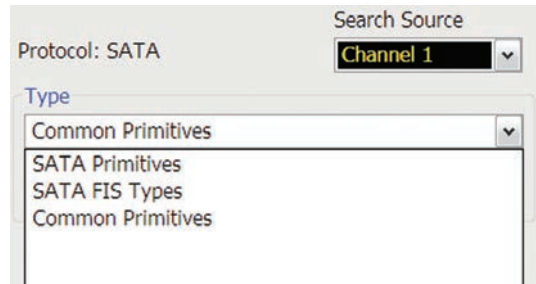 Search Source
Protocol: SATA
Channel 1
Type
Common Primitives
SATA Primitives
SATA FIS Types
Common Primitives